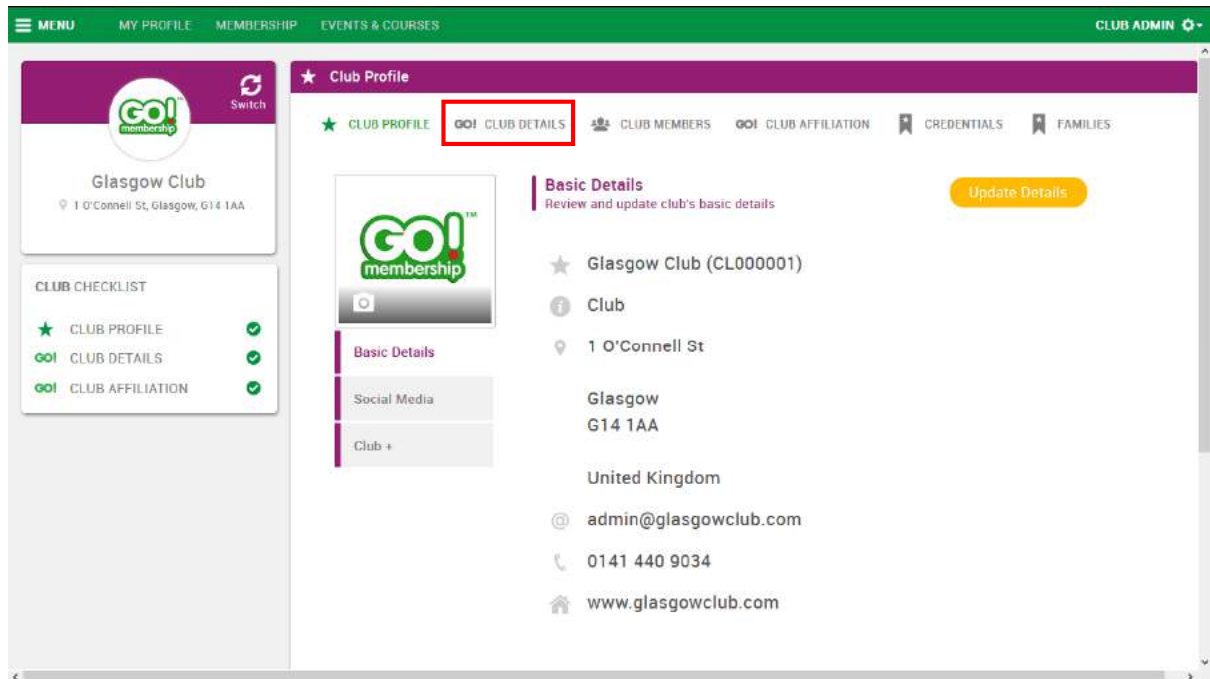 MENU MY PROFILE MEMBERSHIP EVENTS & COURSES CLUB ADMIN
GO!
membership
Switch
Glasgow Club
1 O'Connell St, Glasgow, G14 1AA
CLUB CHECKLIST
CLUB PROFILE
GO! CLUB DETAILS
GO! CLUB AFFILIATION
Club Profile
CLUB PROFILE GO! CLUB DETAILS CLUB MEMBERS GO! CLUB AFFILIATION CREDENTIALS FAMILIES
GO!™
membership
Basic Details
Social Media
Club +
Basic Details
Review and update club's basic details
Update Details
Glasgow Club (CL000001)
Club
1 O'Connell St
Glasgow
G14 1AA
United Kingdom
admin@glasgowclub.com
0141 440 9034
www.glasgowclub.com